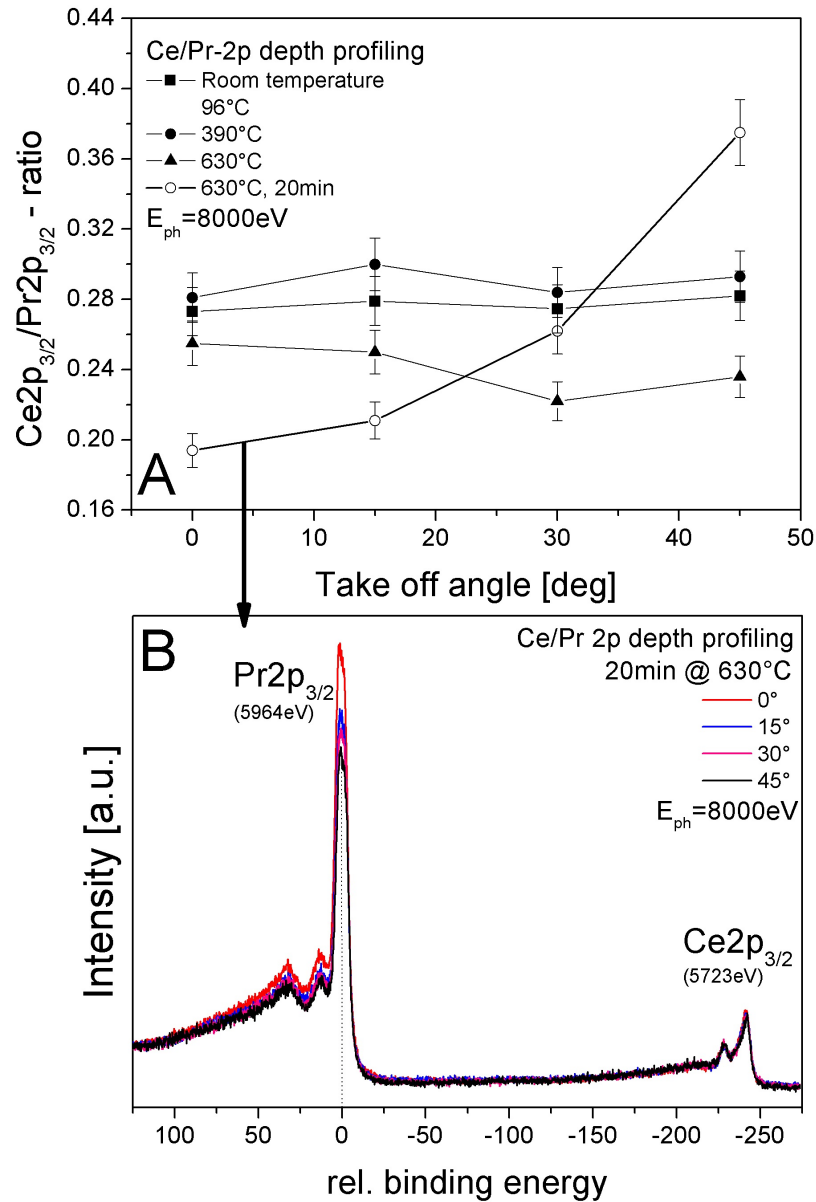 0.44
0.40
0.36
0.32
0.28
0.24
0.20
0.16
Ce2p3/2/Pr2p3/2 - ratio
Ce/Pr-2p depth profiling
Room temperature
96°C
390°C
630°C
630°C, 20min
Eph=8000eV
A
0 10 20 30 40 50
Take off angle [deg]
B
Ce/Pr 2p depth profiling
20min @ 630°C
0°
15°
30°
45°
Eph=8000eV
Pr2p3/2
(5964eV)
Ce2p3/2
(5723eV)
Intensity [a.u.]
100 50 0 -50 -100 -150 -200 -250
rel. binding energy